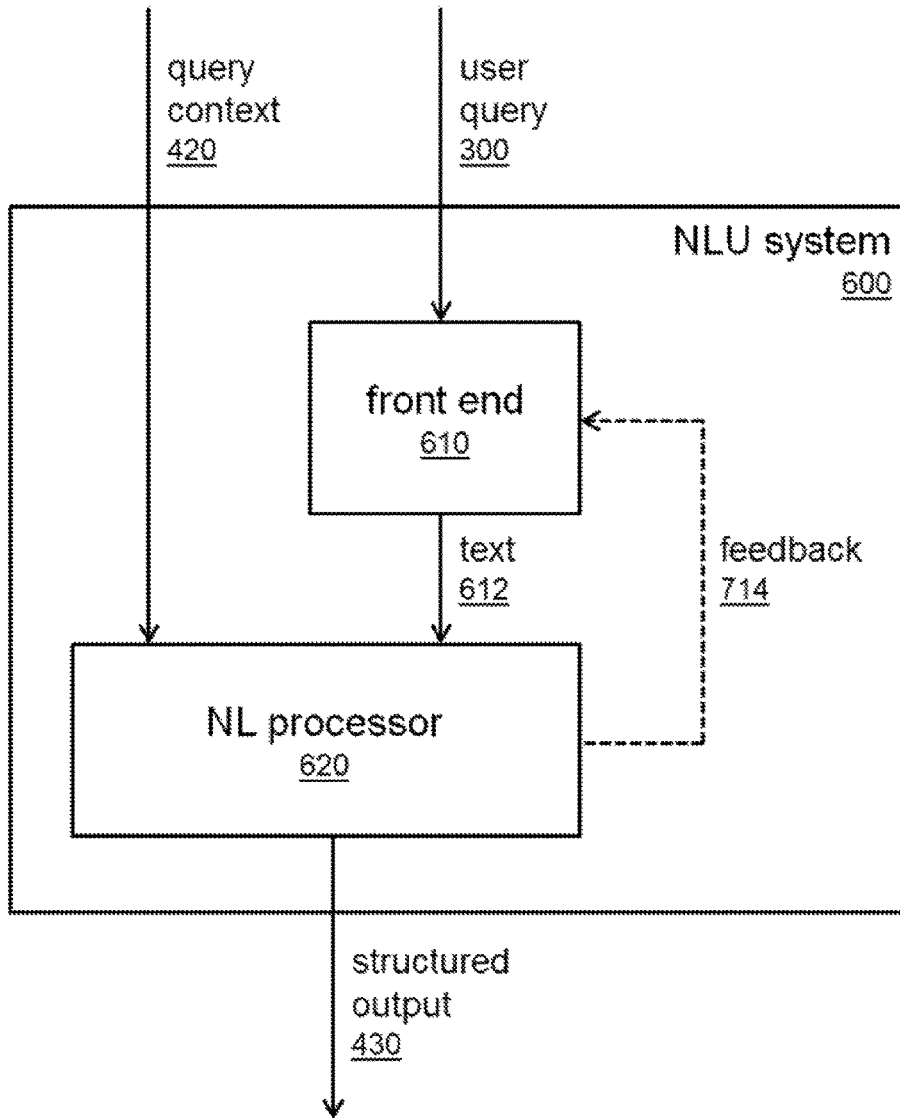 query
context
420
user
query
300
NLU system
600
front end
610
text
612
feedback
714
NL processor
620
structured
output
430